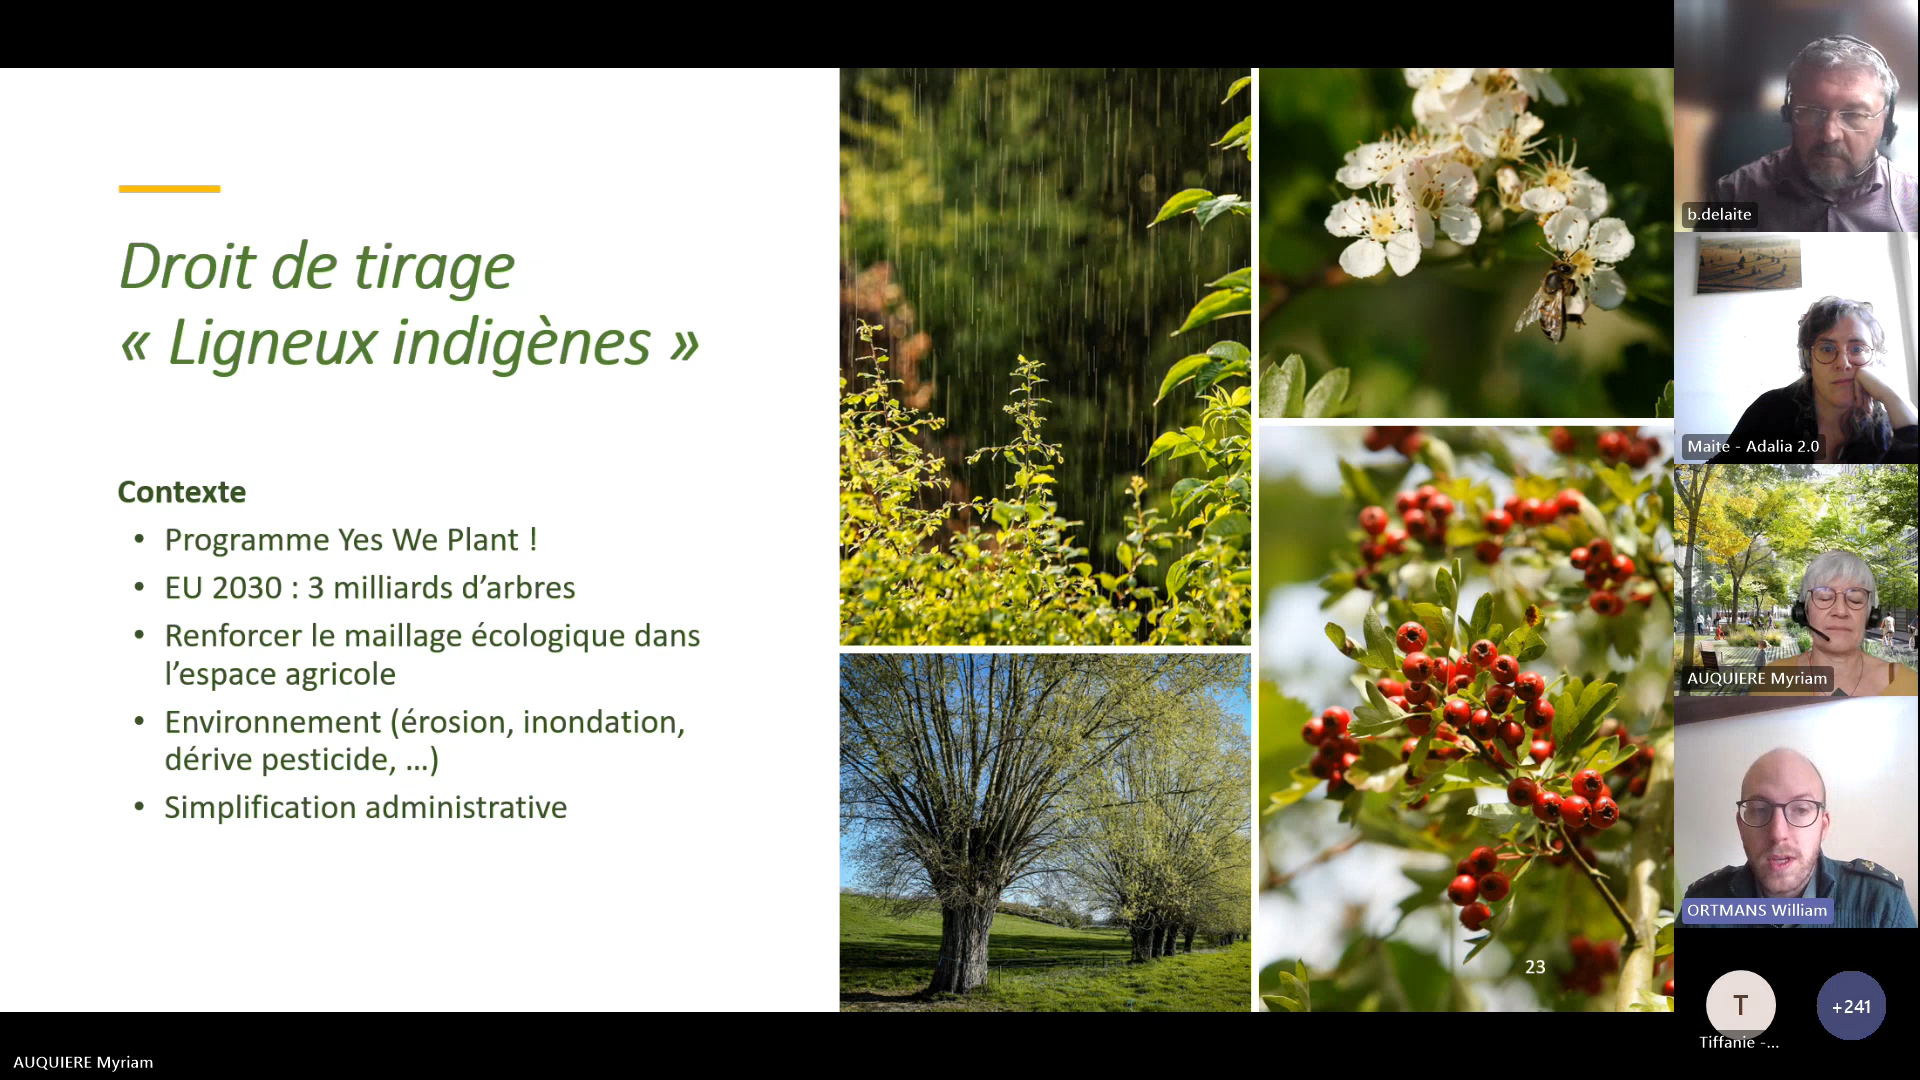 Droit de tirage
« Ligneux indigènes »
Contexte
• Programme Yes We Plant !
• EU 2030 : 3 milliards d’arbres
• Renforcer le maillage écologique dans
l’espace agricole
• Environnement (érosion, inondation,
dérive pesticide, …)
• Simplification administrative
23
b.delaite
Maite - Adalia 2.0
AUQUIERE Myriam
ORTMANS William
T
+241
Tiffanie -...
AUQUIERE Myriam